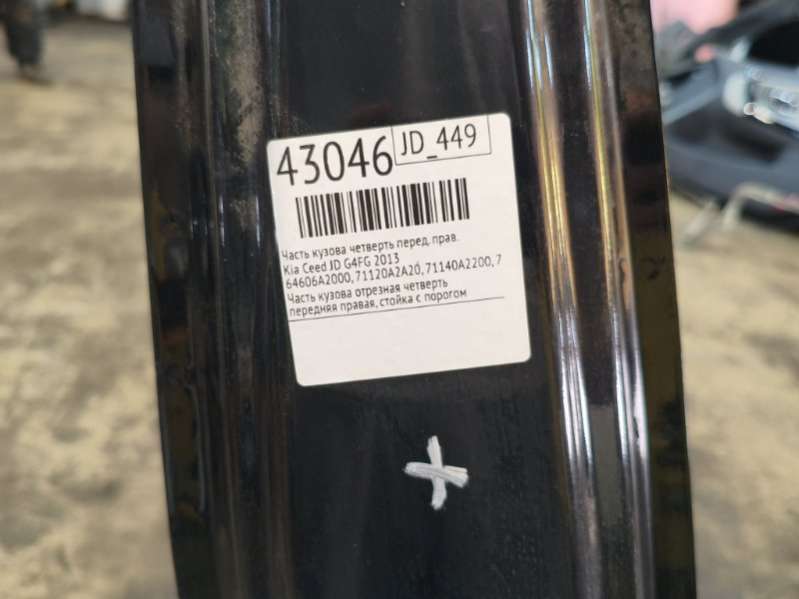 43046 JD_449
Часть кузова четверть перед. прав.
Kia Ceed JD G4FG 2013
64606A2000, 71120A2A20, 71140A2200, 7
Часть кузова отрезная четверть
передняя правая, стойка с порогом